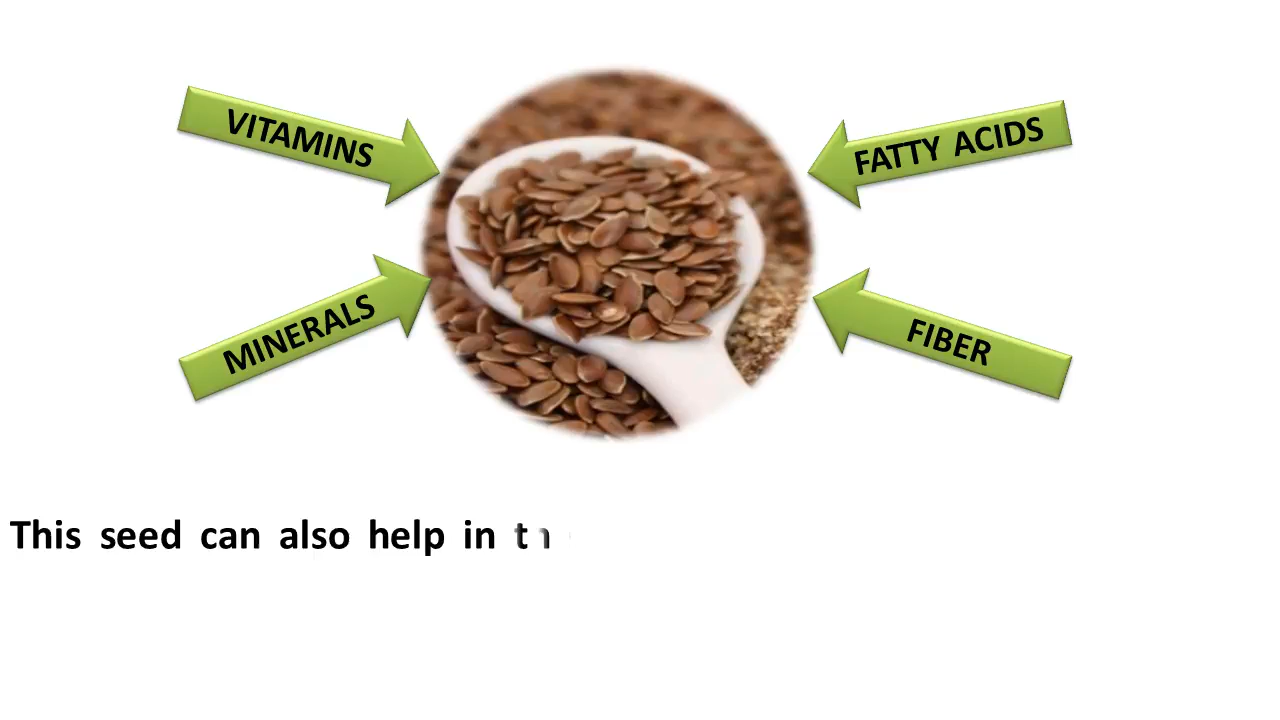 VITAMINS
FATTY ACIDS
MINERALS
FIBER
This seed can also help in